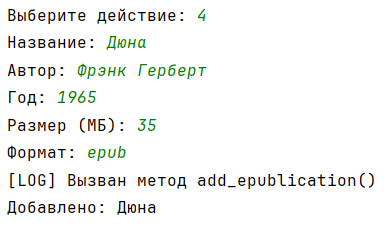 Выберите действие: 4
Название: Дюна
Автор: Фрэнк Герберт
Год: 1965
Размер (МБ): 35
Формат: epub
[LOG] Вызван метод add_epublication()
Добавлено: Дюна